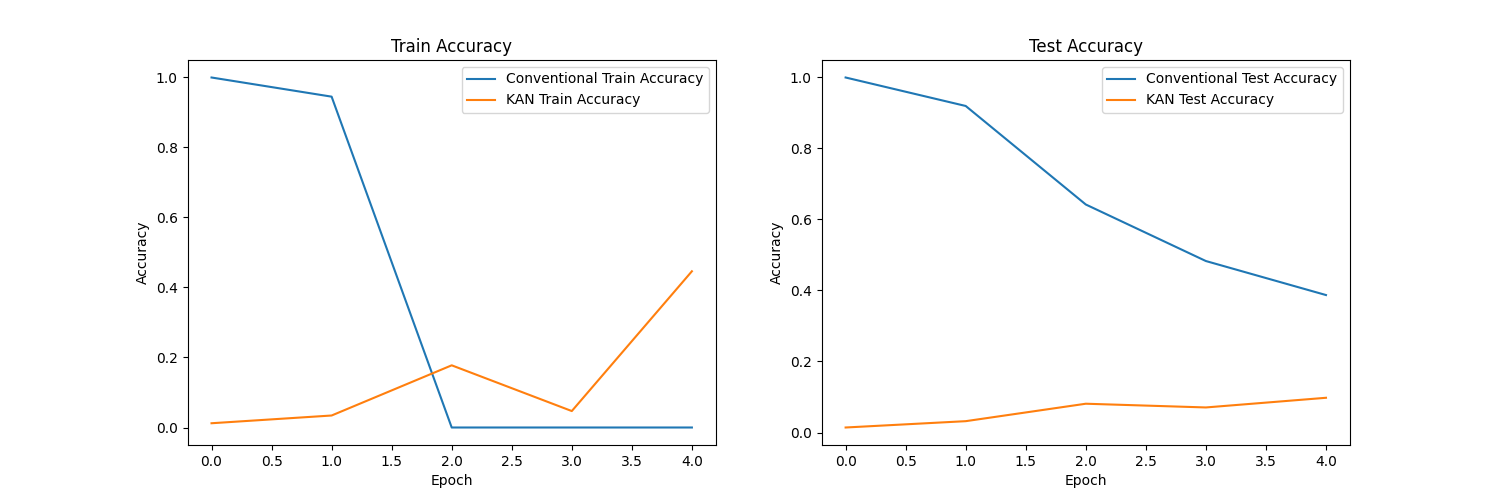 Train Accuracy
Conventional Train Accuracy
KAN Train Accuracy
Accuracy
1.0
0.8
0.6
0.4
0.2
0.0
0.0 0.5 1.0 1.5 2.0 2.5 3.0 3.5 4.0
Epoch
Test Accuracy
Conventional Test Accuracy
KAN Test Accuracy
Accuracy
1.0
0.8
0.6
0.4
0.2
0.0
0.0 0.5 1.0 1.5 2.0 2.5 3.0 3.5 4.0
Epoch